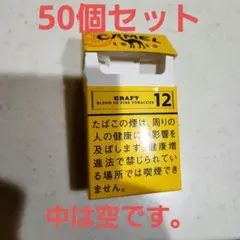 50個セット
CAMEL
CRAFT
BLEND OF FINE TOBACCOS
12
たばこの煙は、周りの
人の健康に悪影響を
及ぼします。健康増
進法で禁じられている
場所では喫煙でき
ません。
中は空です。